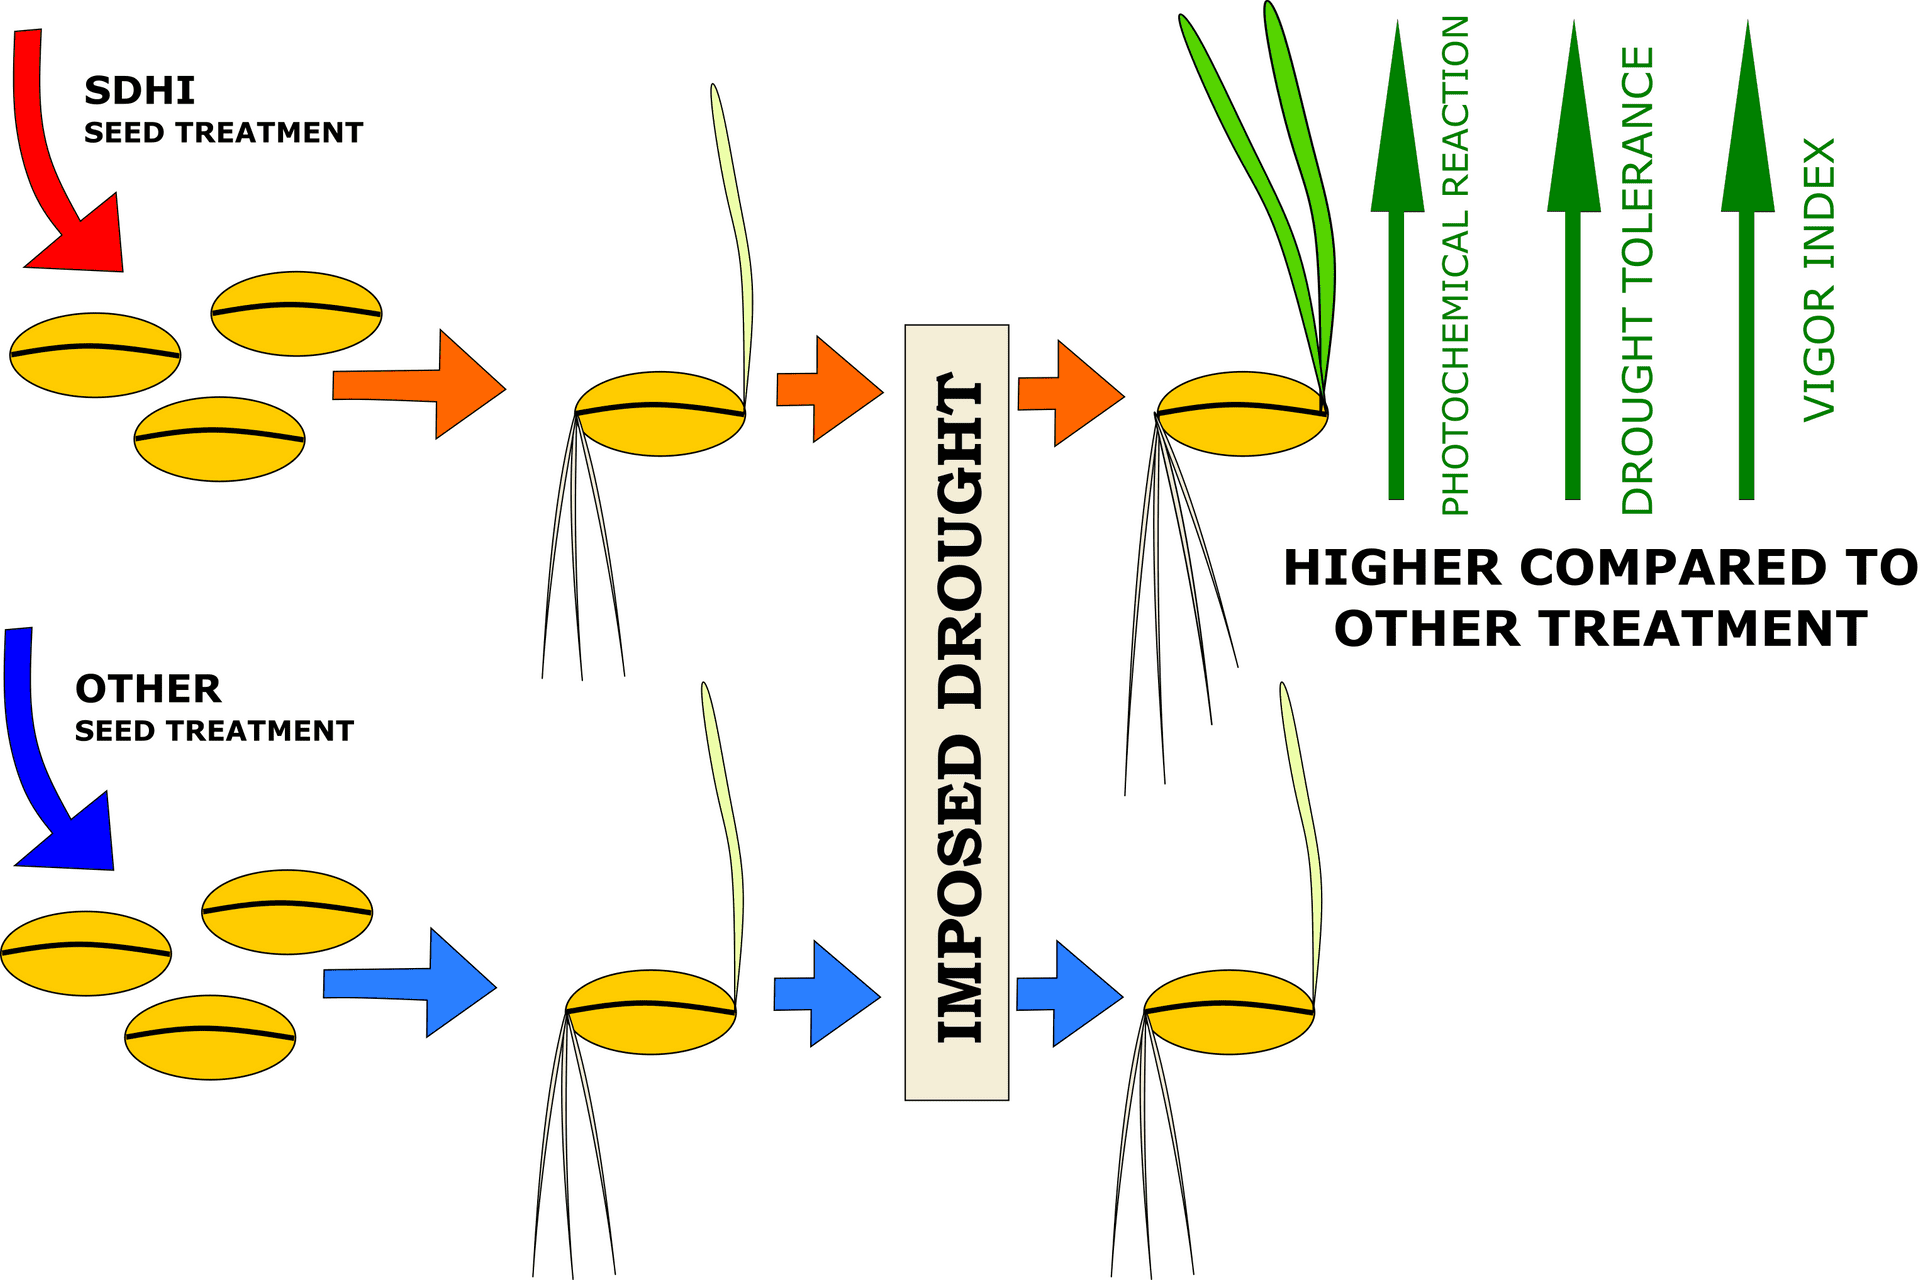 SDHI
SEED TREATMENT
IMPOSED DROUGHT
PHOTOCHEMICAL REACTION
DROUGHT TOLERANCE
VIGOR INDEX
HIGHER COMPARED TO
OTHER TREATMENT
OTHER
SEED TREATMENT